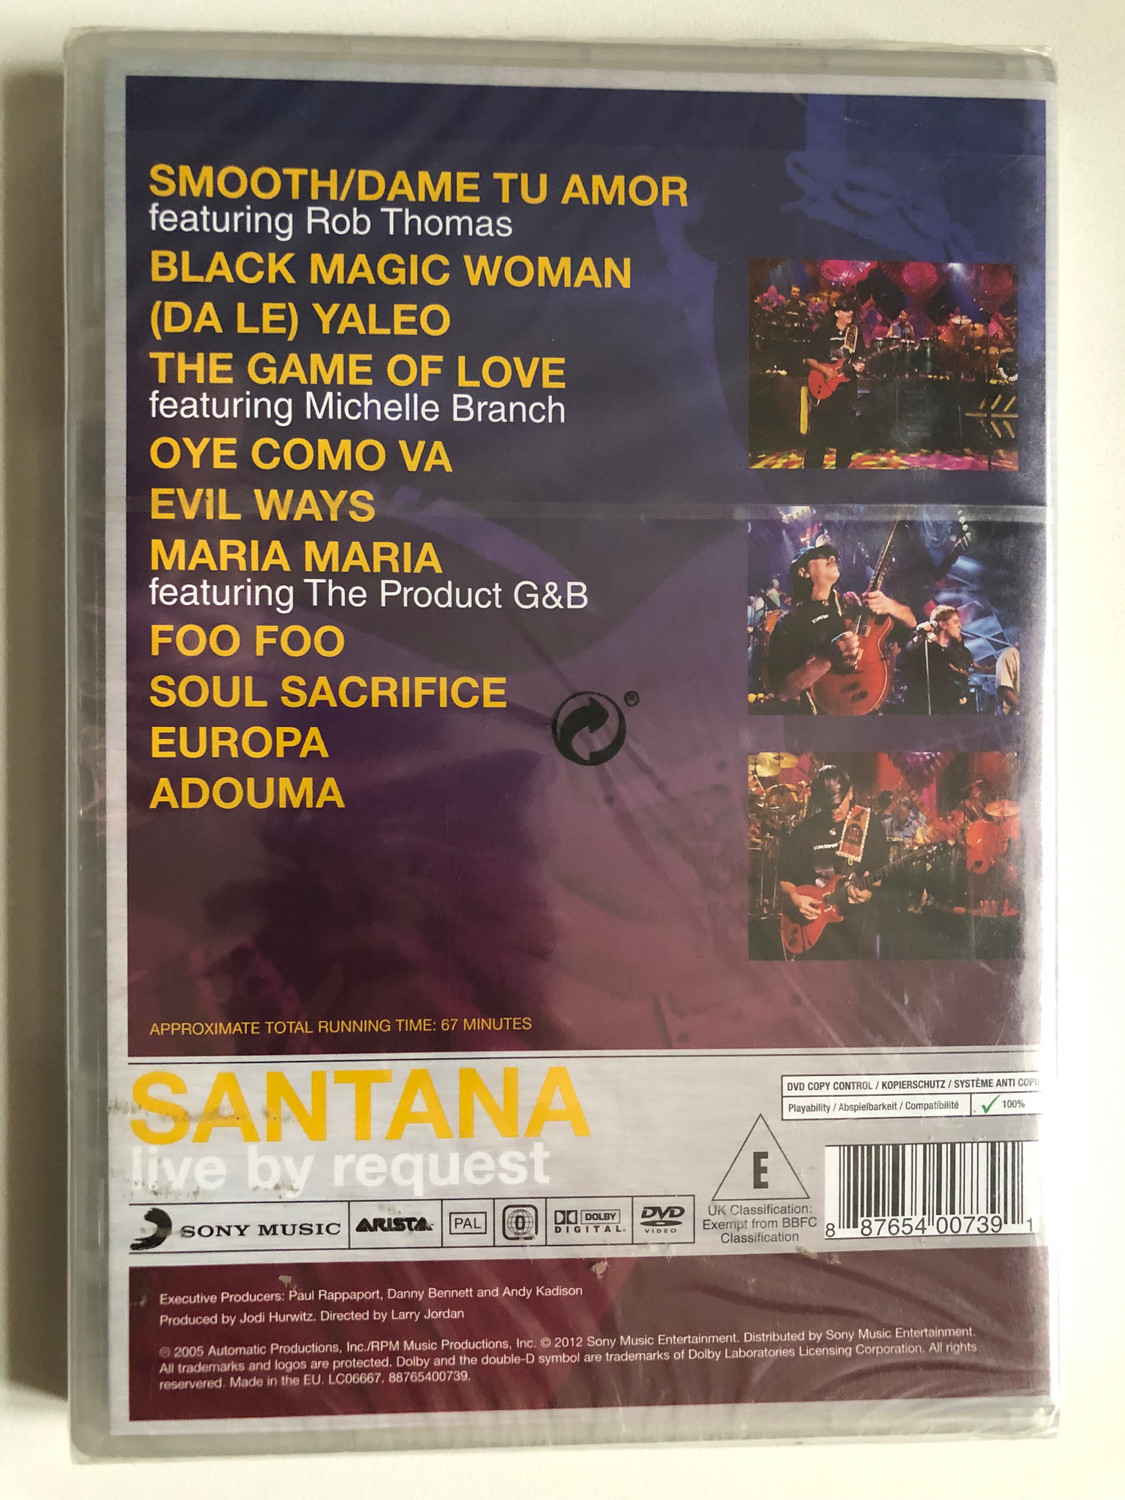 SMOOTH/DAME TU AMOR
featuring Rob Thomas
BLACK MAGIC WOMAN
(DA LE) YALEO
THE GAME OF LOVE
featuring Michelle Branch
OYE COMO VA
EVIL WAYS
MARIA MARIA
featuring The Product G&B
FOO FOO
SOUL SACRIFICE
®
EUROPA
ADOUMA
APPROXIMATE TOTAL RUNNING TIME: 67 MINUTES
SANTANA
live by request
DVD COPY CONTROL / KOPIERSCHUTZ / SYSTÈME ANTI COPI
Playability / Abspielbarkeit / Compatibilité
✓ 100%
E
UK Classification:
Exempt from BBFC
Classification
8 87654 00739 1
SONY MUSIC
ARISTA
PAL
0
DOLBY
DIGITAL
DVD
VIDEO
Executive Producers: Paul Rappaport, Danny Bennett and Andy Kadison
Produced by Jodi Hurwitz. Directed by Larry Jordan
℗ 2005 Automatic Productions, Inc./RPM Music Productions, Inc. © 2012 Sony Music Entertainment. Distributed by Sony Music Entertainment.
All trademarks and logos are protected. Dolby and the double-D symbol are trademarks of Dolby Laboratories Licensing Corporation. All rights
reservered. Made in the EU. LC06667. 88765400739.